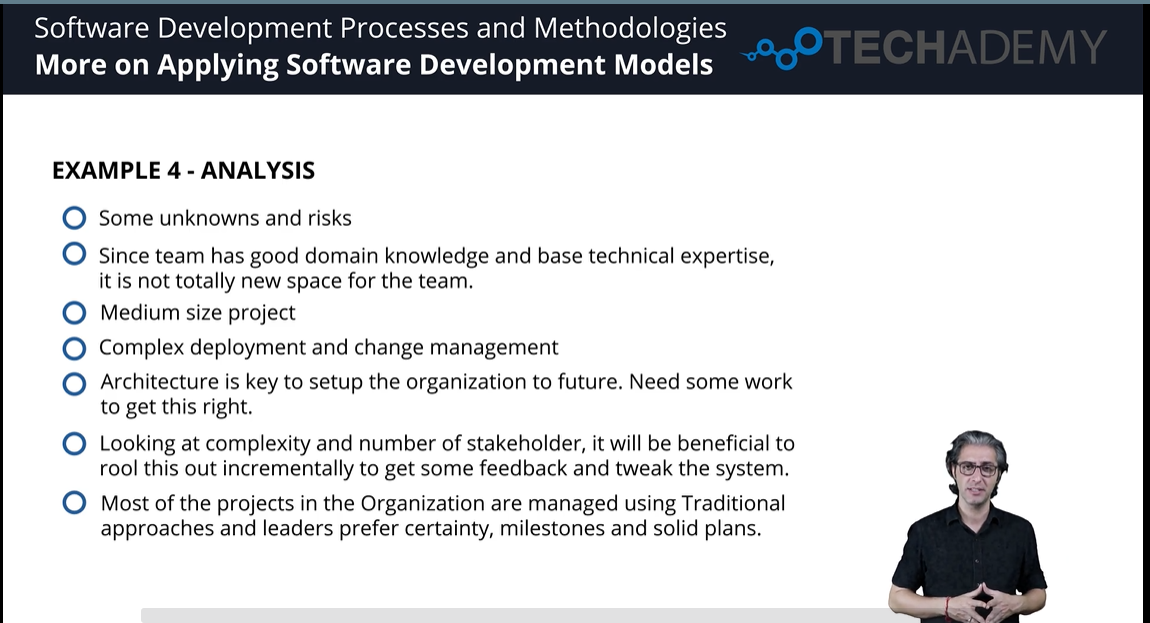 Software Development Processes and Methodologies
More on Applying Software Development Models
TECHADEMY
EXAMPLE 4 - ANALYSIS
Some unknowns and risks
Since team has good domain knowledge and base technical expertise,
it is not totally new space for the team.
Medium size project
Complex deployment and change management
Architecture is key to setup the organization to future. Need some work
to get this right.
Looking at complexity and number of stakeholder, it will be beneficial to
rool this out incrementally to get some feedback and tweak the system.
Most of the projects in the Organization are managed using Traditional
approaches and leaders prefer certainty, milestones and solid plans.